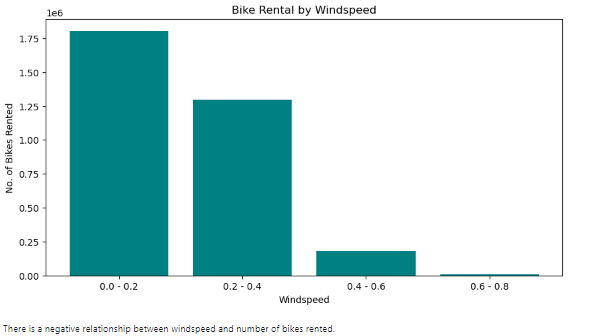 Bike Rental by Windspeed
1e6
1.75
1.50
1.25
1.00
0.75
0.50
0.25
0.00
No. of Bikes Rented
0.0 - 0.2
0.2 - 0.4
0.4 - 0.6
0.6 - 0.8
Windspeed
There is a negative relationship between windspeed and number of bikes rented.